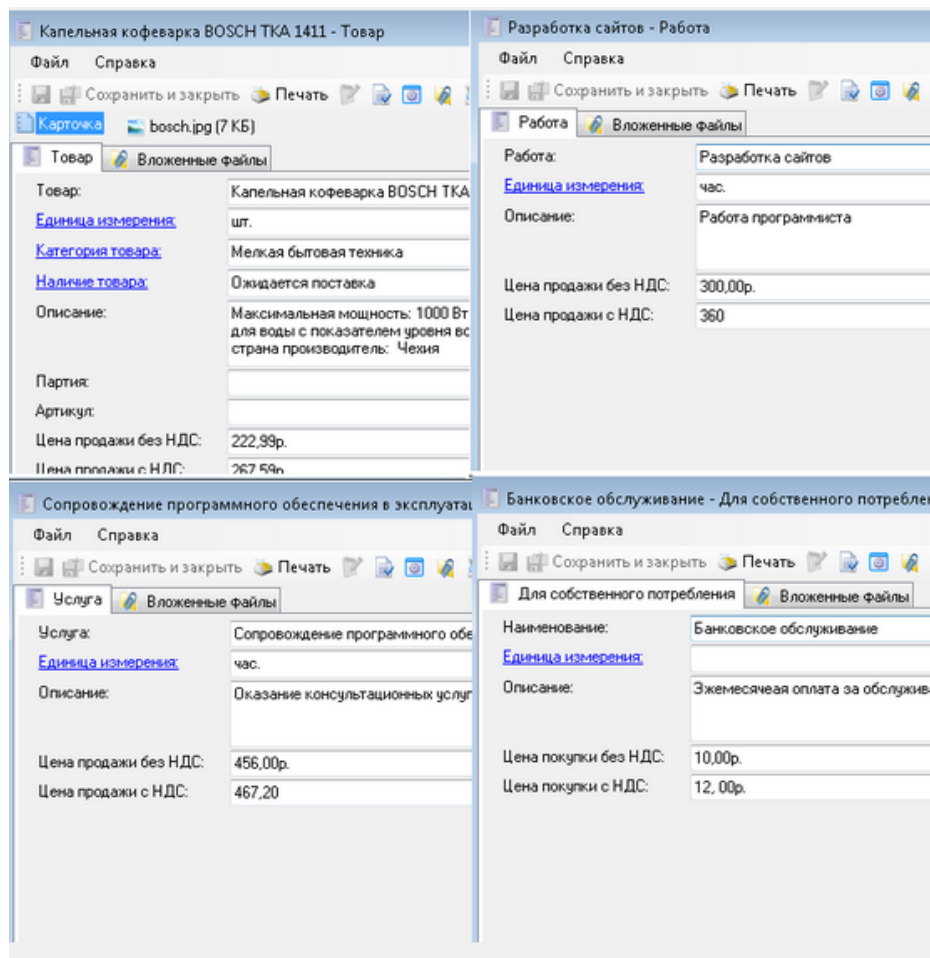 Капельная кофеварка BOSCH TKA 1411 - Товар
Файл Справка
Сохранить и закрыть Печать
Карточка bosch.jpg (7 КБ)
Товар Вложенные файлы
Товар: Капельная кофеварка BOSCH TKA
Единица измерения: шт.
Категория товара: Мелкая бытовая техника
Наличие товара: Ожидается поставка
Описание: Максимальная мощность: 1000 Вт
для воды с показателем уровня вс
страна производитель: Чехия
Партия:
Артикул:
Цена продажи без НДС: 222,99р.
Цена продажи с НДС: 267,59р
Разработка сайтов - Работа
Файл Справка
Сохранить и закрыть Печать
Работа Вложенные файлы
Работа: Разработка сайтов
Единица измерения: час.
Описание: Работа программиста
Цена продажи без НДС: 300,00р.
Цена продажи с НДС: 360
Сопровождение программного обеспечения в эксплуатац
Файл Справка
Сохранить и закрыть Печать
Услуга Вложенные файлы
Услуга: Сопровождение программного обе
Единица измерения: час.
Описание: Оказание консультационных услуг
Цена продажи без НДС: 456,00р.
Цена продажи с НДС: 467,20
Банковское обслуживание - Для собственного потреблен
Файл Справка
Сохранить и закрыть Печать
Для собственного потребления Вложенные файлы
Наименование: Банковское обслуживание
Единица измерения:
Описание: Эжемесячеая оплата за обслужив
Цена покупки без НДС: 10,00р.
Цена покупки с НДС: 12, 00р.